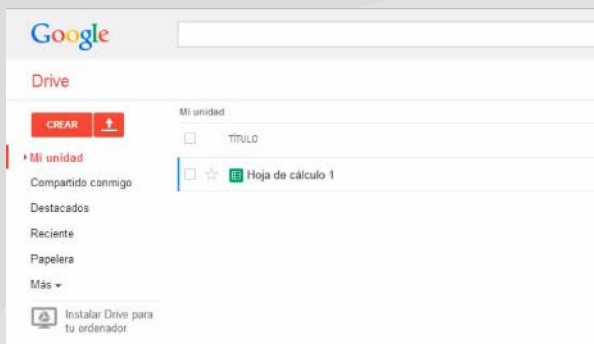 Google
Drive
CREAR
Mi unidad
Compartido conmigo
Destacados
Reciente
Papelera
Más
Instalar Drive para
tu ordenador
Mi unidad
TÍTULO
Hoja de cálculo 1